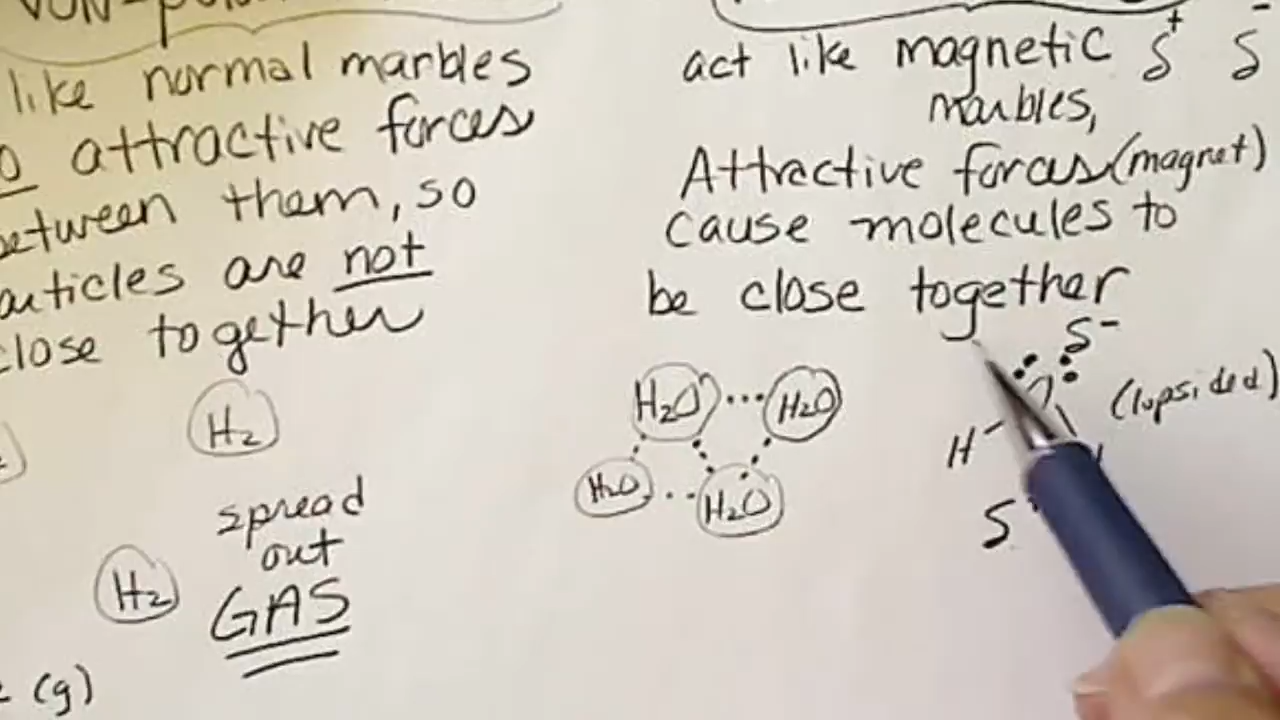 like normal marbles
attractive forces
between them, so
particles are not
close together
H₂
H₂
spread
out
GAS
(g)
act like magnetic δ⁺ δ⁻
marbles,
Attractive forces (magnet)
cause molecules to
be close together
H₂O ... H₂O
H₂O ... H₂O
δ⁻
(lopsided)
H
δ